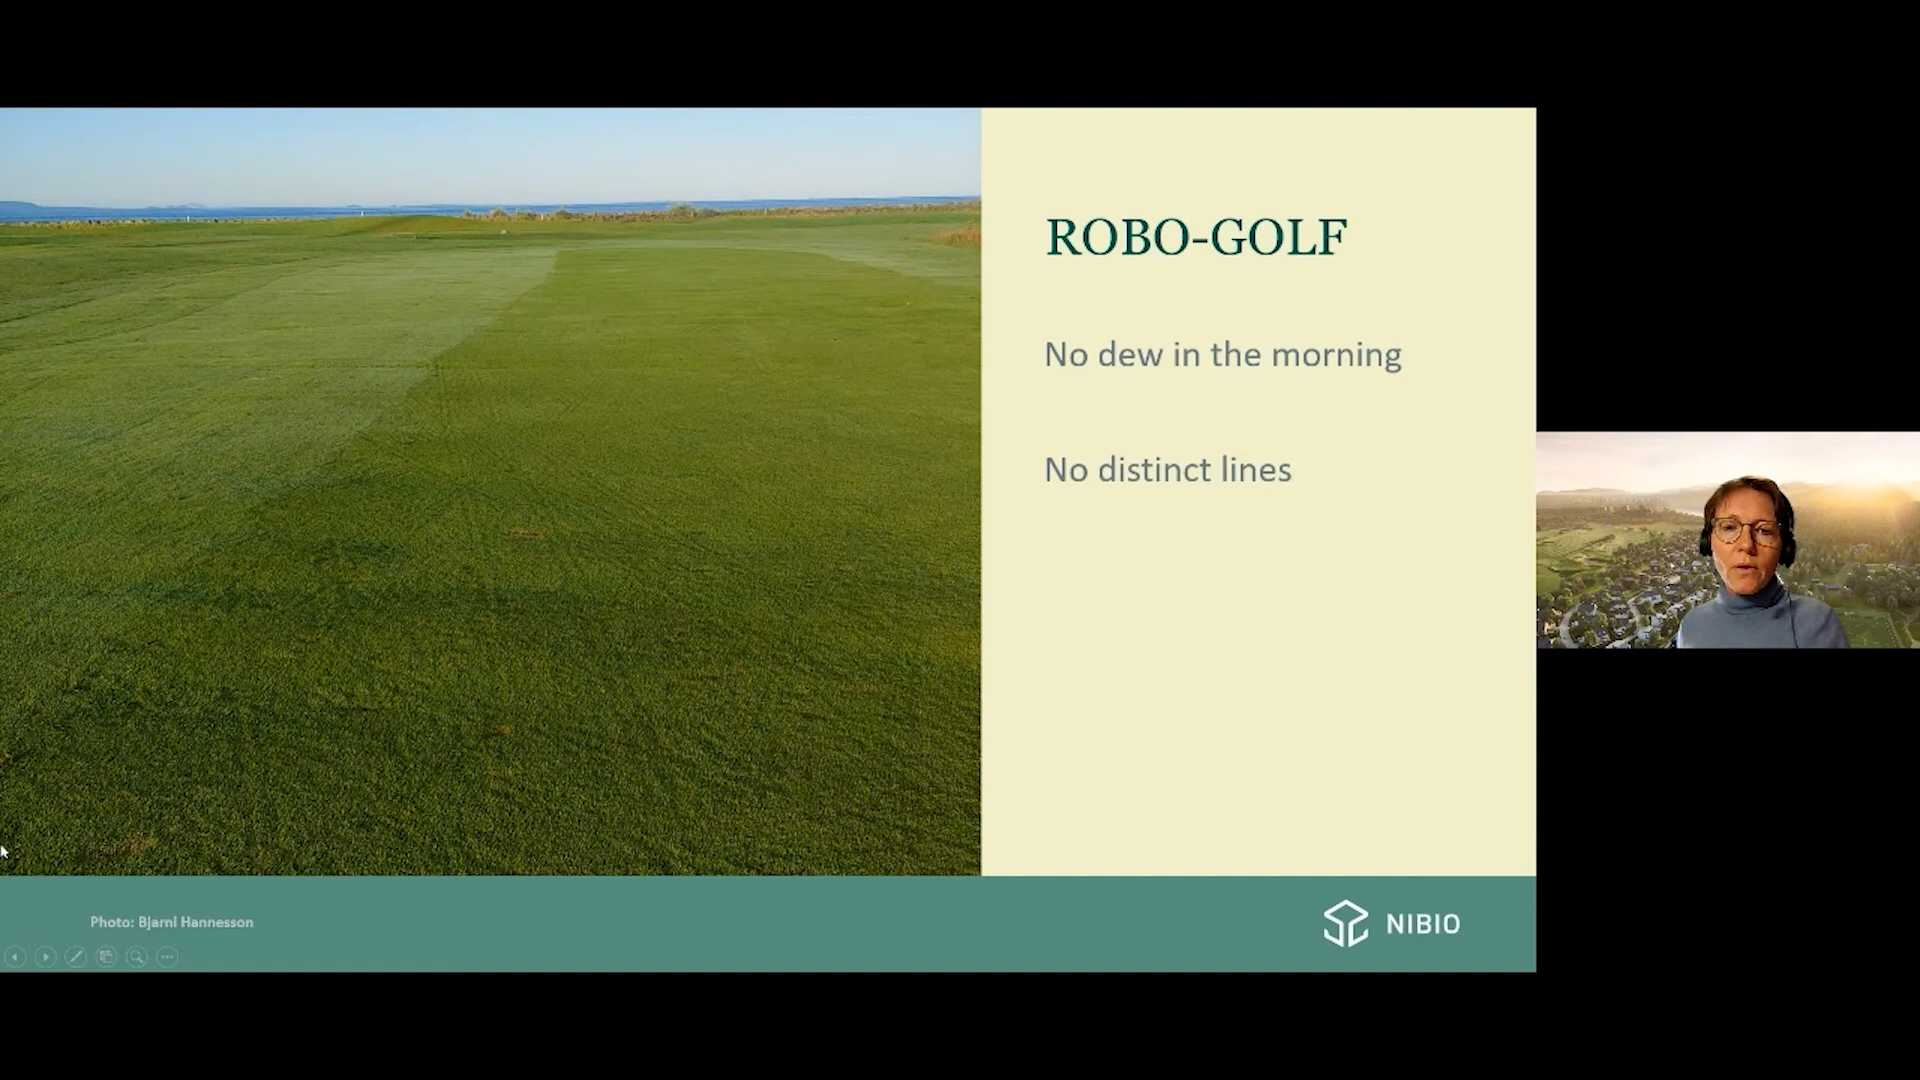 ROBO-GOLF
No dew in the morning
No distinct lines
Photo: Bjarni Hannesson
NIBIO